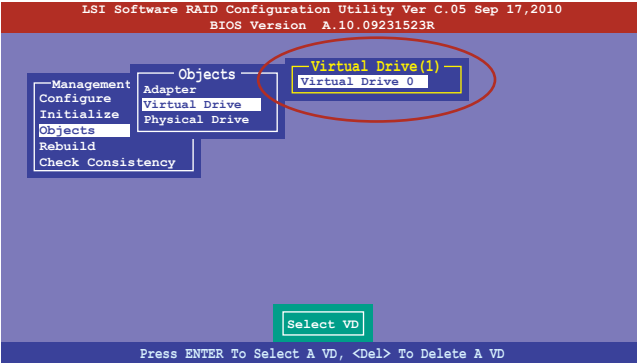 LSI Software RAID Configuration Utility Ver C.05 Sep 17,2010
BIOS Version A.10.09231523R
Management
Configure
Initialize
Objects
Rebuild
Check Consistency
Objects
Adapter
Virtual Drive
Physical Drive
Virtual Drive(1)
Virtual Drive 0
Select VD
Press ENTER To Select A VD, <Del> To Delete A VD